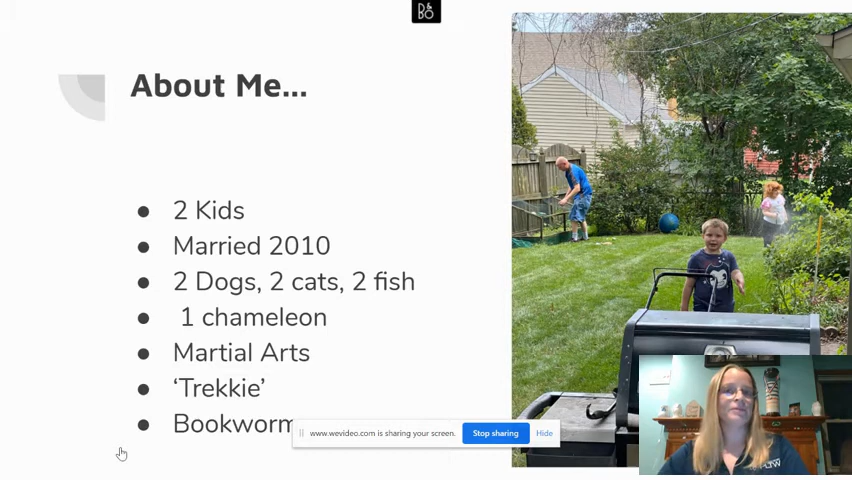 B&O
About Me...
● 2 Kids
● Married 2010
● 2 Dogs, 2 cats, 2 fish
● 1 chameleon
● Martial Arts
● ‘Trekkie’
● Bookworm
www.wevideo.com is sharing your screen. Stop sharing Hide